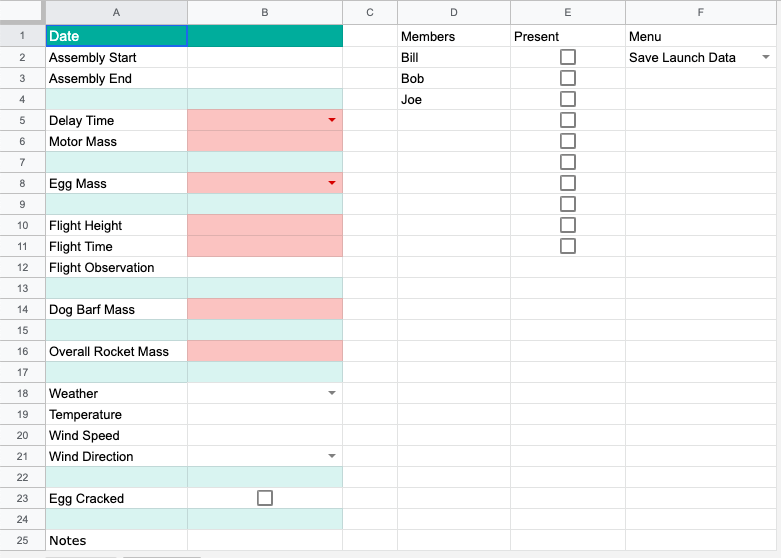 A B C D E F
1 Date Members Present Menu
2 Assembly Start Bill Save Launch Data
3 Assembly End Bob
4 Joe
5 Delay Time
6 Motor Mass
7
8 Egg Mass
9
10 Flight Height
11 Flight Time
12 Flight Observation
13
14 Dog Barf Mass
15
16 Overall Rocket Mass
17
18 Weather
19 Temperature
20 Wind Speed
21 Wind Direction
22
23 Egg Cracked
24
25 Notes